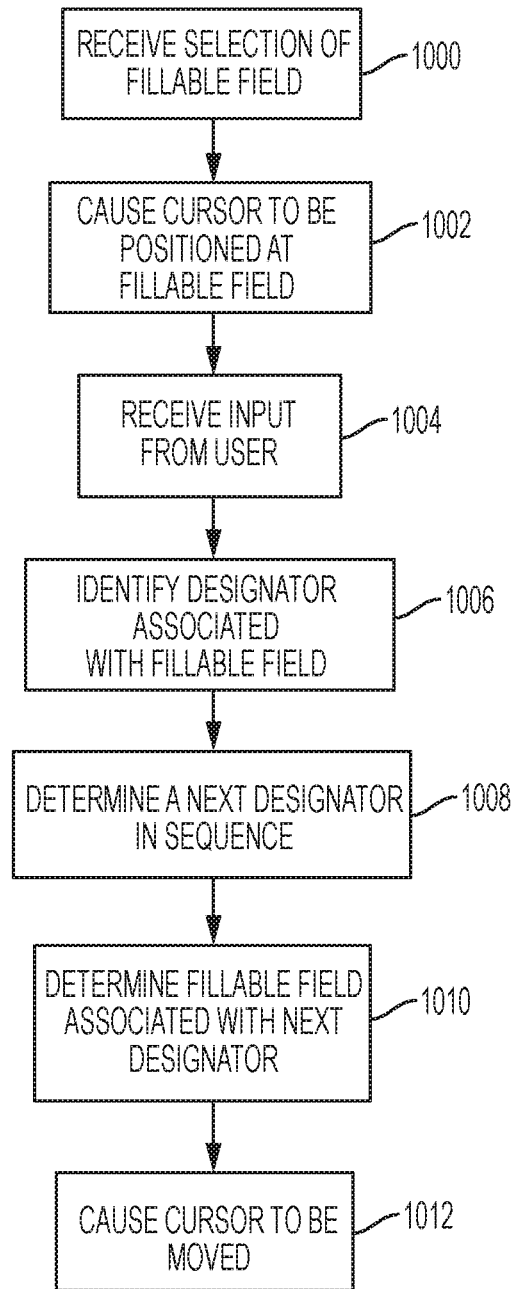 RECEIVE SELECTION OF
FILLABLE FIELD
1000
CAUSE CURSOR TO BE
POSITIONED AT
FILLABLE FIELD
1002
RECEIVE INPUT
FROM USER
1004
IDENTIFY DESIGNATOR
ASSOCIATED
WITH FILLABLE FIELD
1006
DETERMINE A NEXT DESIGNATOR
IN SEQUENCE
1008
DETERMINE FILLABLE FIELD
ASSOCIATED WITH NEXT
DESIGNATOR
1010
CAUSE CURSOR TO BE
MOVED
1012